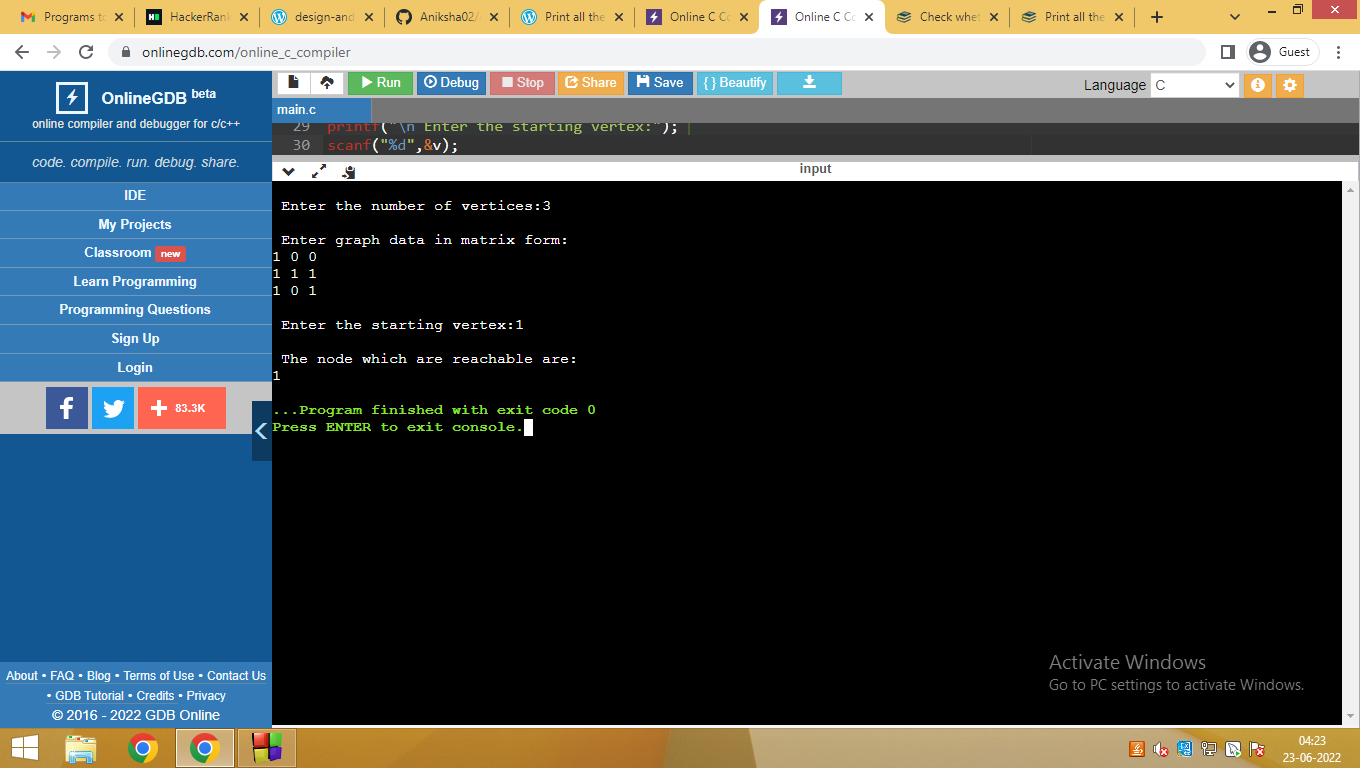 Programs to
HackerRank
design-and
Aniksha02/
Print all the
Online C Co
Online C Co
Check whet
Print all the
onlinegdb.com/online_c_compiler
Guest
OnlineGDB beta
online compiler and debugger for c/c++
code. compile. run. debug. share.
IDE
My Projects
Classroom new
Learn Programming
Programming Questions
Sign Up
Login
83.3K
About • FAQ • Blog • Terms of Use • Contact Us
• GDB Tutorial • Credits • Privacy
© 2016 - 2022 GDB Online
Run Debug Stop Share Save { } Beautify
Language C
main.c
29 printf("\n Enter the starting vertex:");
30 scanf("%d",&v);
input
Enter the number of vertices:3
Enter graph data in matrix form:
1 0 0
1 1 1
1 0 1
Enter the starting vertex:1
The node which are reachable are:
1
...Program finished with exit code 0
Press ENTER to exit console.
Activate Windows
Go to PC settings to activate Windows.
04:23
23-06-2022